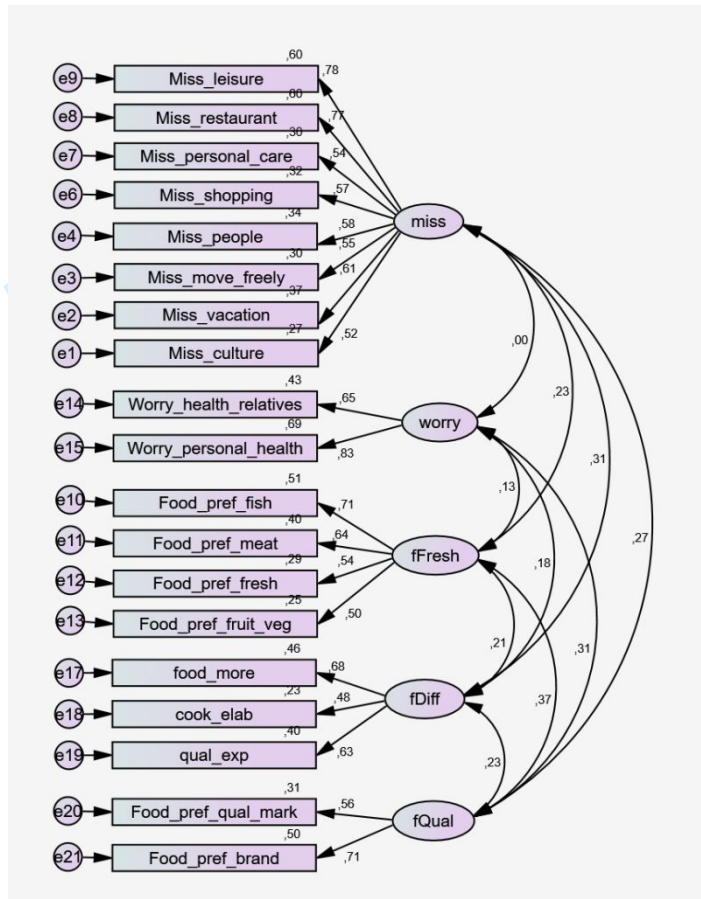 ,60
e9 Miss_leisure ,78
,60
e8 Miss_restaurant ,77
,30
e7 Miss_personal_care ,54
,32
e6 Miss_shopping ,57
,34
e4 Miss_people ,58
,55
,30
e3 Miss_move_freely ,61
,37
e2 Miss_vacation
,27
e1 Miss_culture ,52
miss
,00
,23
,31
,27
,43
e14 Worry_health_relatives ,65
,69
e15 Worry_personal_health ,83
worry
,13
,18
,31
,51
e10 Food_pref_fish ,71
,40
e11 Food_pref_meat ,64
,29
e12 Food_pref_fresh ,54
,25
e13 Food_pref_fruit_veg ,50
fFresh
,21
,37
,46
e17 food_more ,68
,23
e18 cook_elab ,48
,40
e19 qual_exp ,63
fDiff
,23
,31
e20 Food_pref_qual_mark ,56
,50
e21 Food_pref_brand ,71
fQual